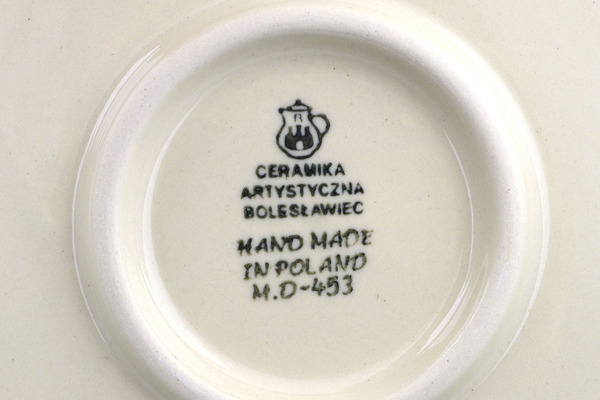 CERAMIKA
ARTYSTYCZNA
BOLESŁAWIEC
HAND MADE
IN POLAND
M.D-453